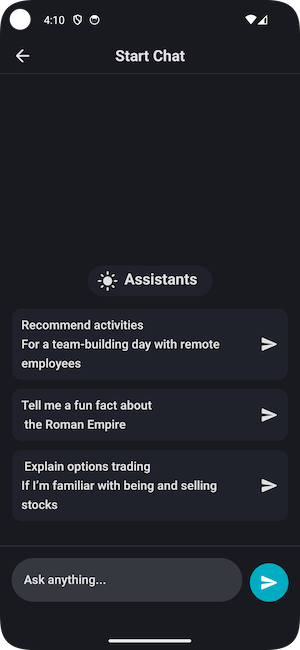 4:10
Start Chat
Assistants
Recommend activities
For a team-building day with remote
employees
Tell me a fun fact about
the Roman Empire
Explain options trading
If I'm familiar with being and selling
stocks
Ask anything...